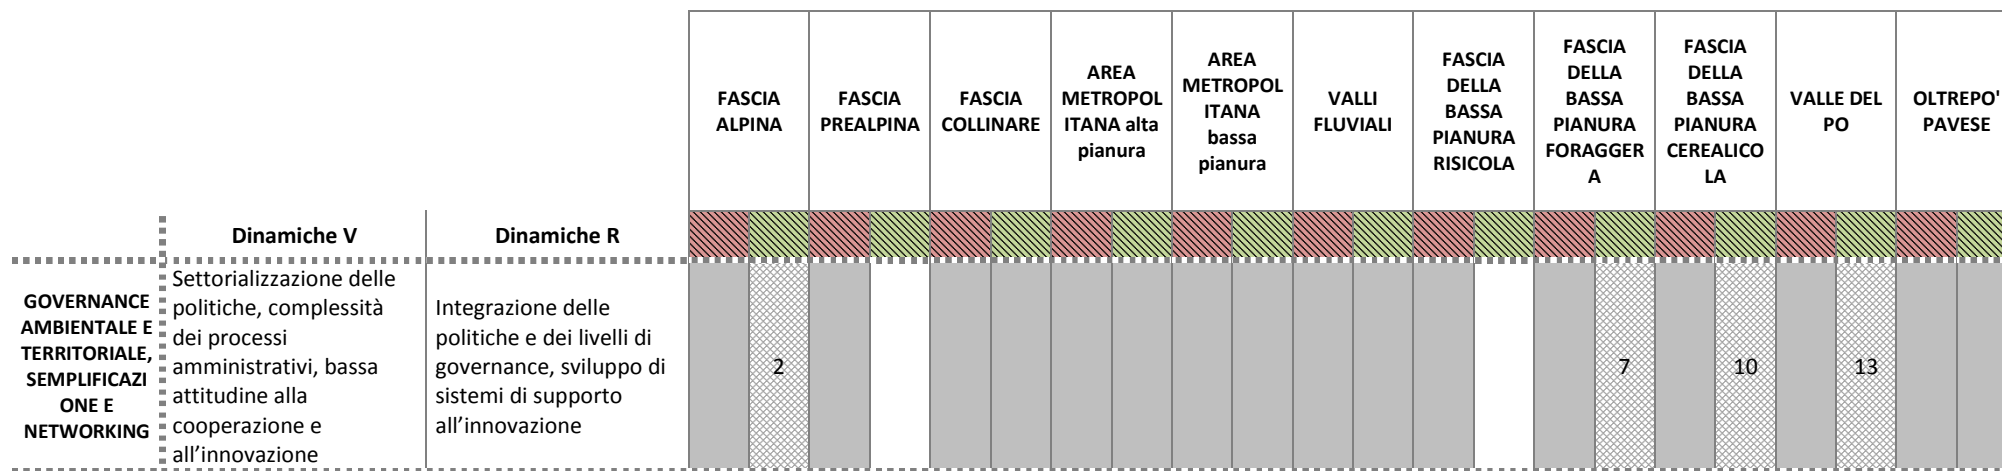 FASCIA
ALPINA
FASCIA
PREALPINA
FASCIA
COLLINARE
AREA
METROPOL
ITANA alta
pianura
AREA
METROPOL
ITANA
bassa
pianura
VALLI
FLUVIALI
FASCIA
DELLA
BASSA
PIANURA
RISICOLA
FASCIA
DELLA
BASSA
PIANURA
FORAGGER
A
FASCIA
DELLA
BASSA
PIANURA
CEREALICO
LA
VALLE DEL
PO
OLTREPO'
PAVESE
Dinamiche V
Dinamiche R
GOVERNANCE
AMBIENTALE E
TERRITORIALE,
SEMPLIFICAZI
ONE E
NETWORKING
Settorializzazione delle
politiche, complessità
dei processi
amministrativi, bassa
attitudine alla
cooperazione e
all’innovazione
Integrazione delle
politiche e dei livelli di
governance, sviluppo di
sistemi di supporto
all’innovazione
2
7
10
13